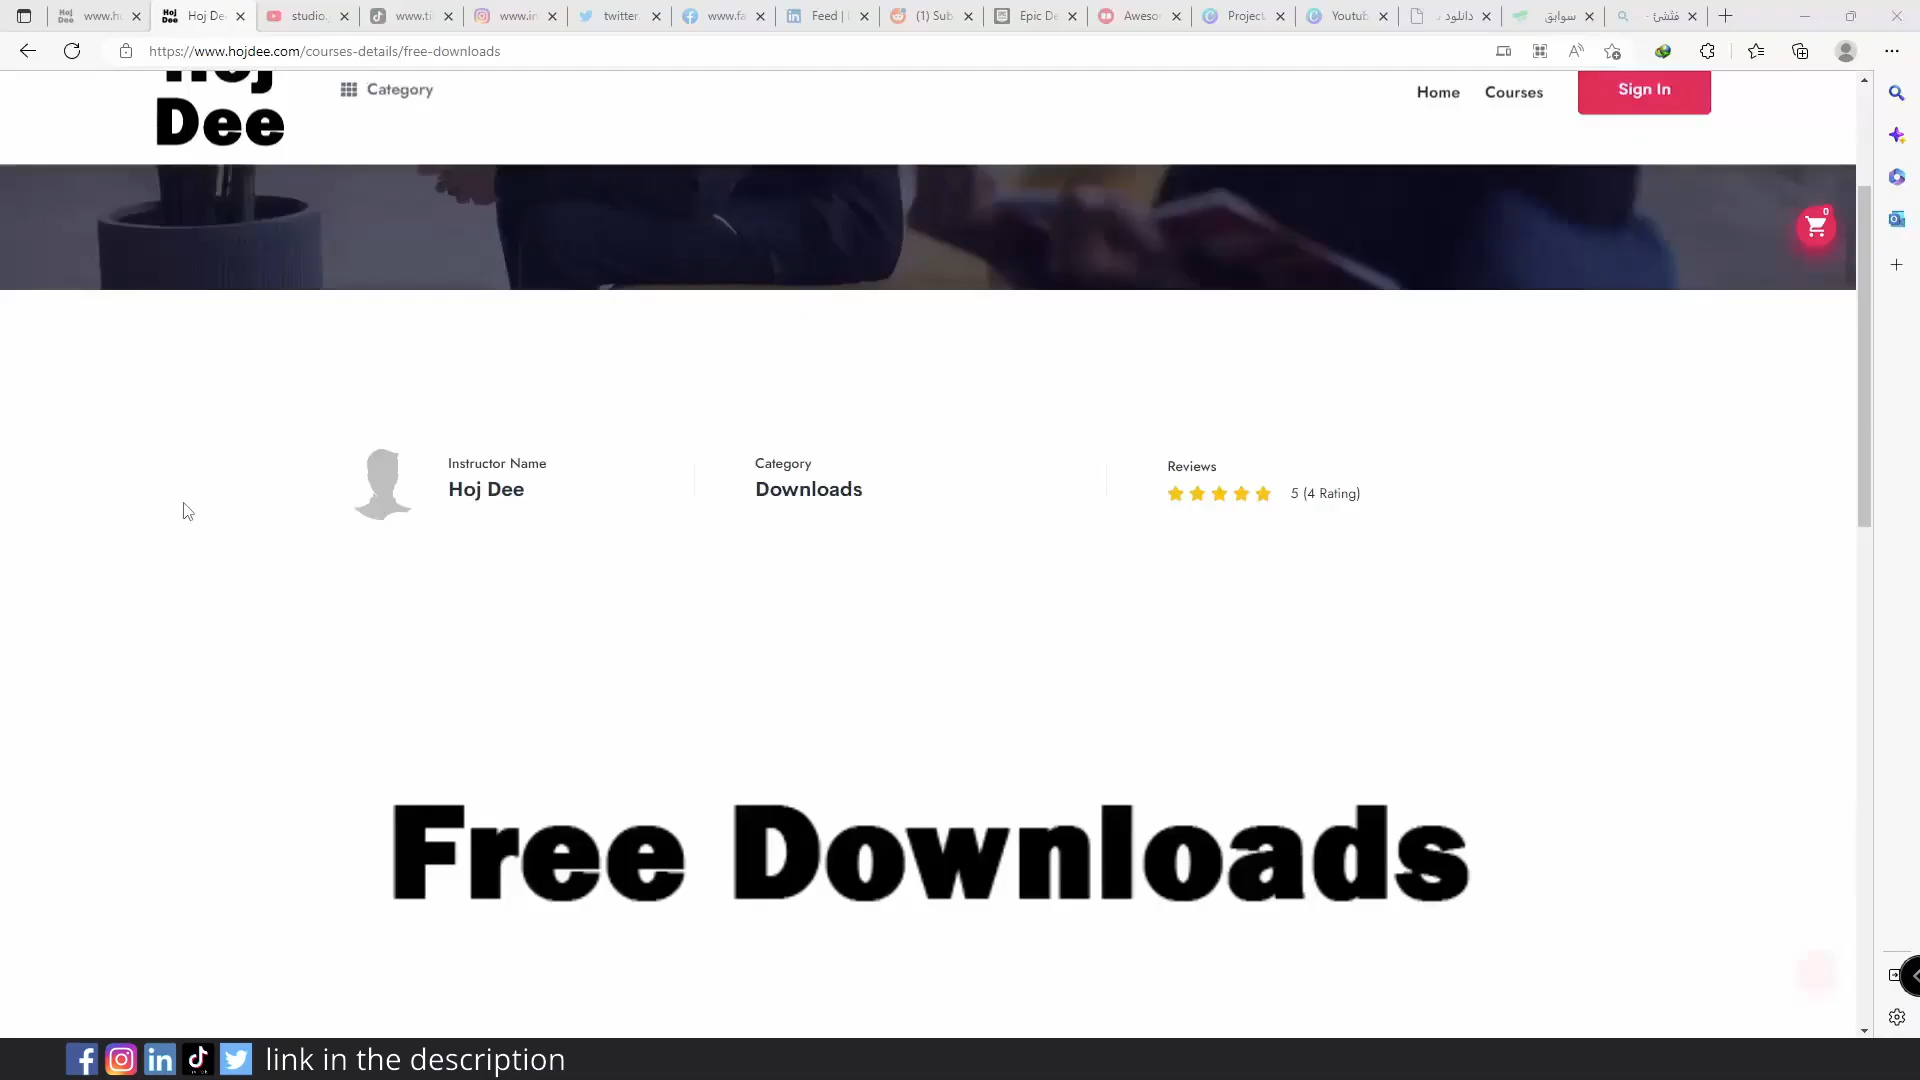 www.h
Hoj De
studio.
www.ti
www.in
twitter.
www.fa
Feed |
(1) Sub
Epic De
Aweso
Project
Youtub
دانلود
سوابق
https://www.hojdee.com/courses-details/free-downloads
Hoj
Dee
Category
Home
Courses
Sign In
0
Instructor Name
Hoj Dee
Category
Downloads
Reviews
5 (4 Rating)
Free Downloads
link in the description